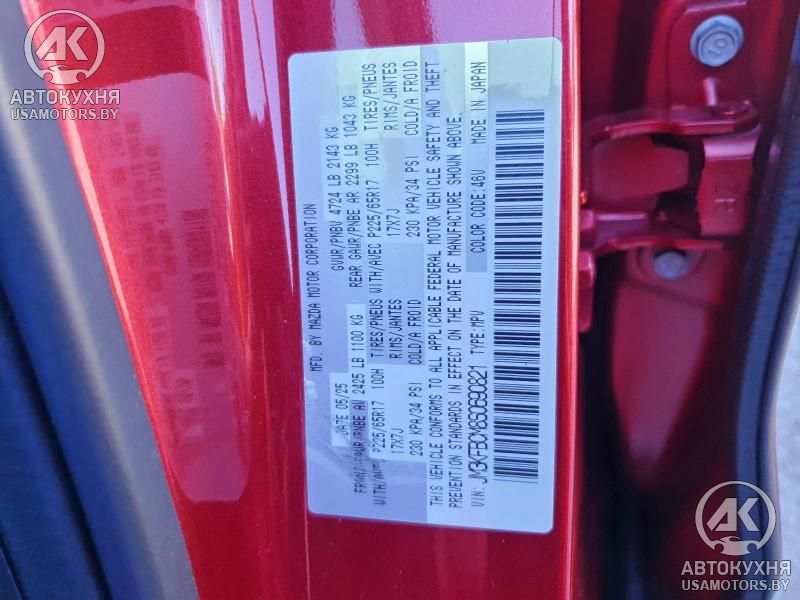 АК
АВТОКУХНЯ
USAMOTORS.BY
MFD. BY MAZDA MOTOR CORPORATION
DATE 05/25 GVWR/PNBV 4724 LB 2143 KG
FRONT GAWR/PNBE AV 2425 LB 1100 KG REAR GAWR/PNBE AR 2299 LB 1043 KG
WITH/AVEC P225/65R17 100H TIRES/PNEUS WITH/AVEC P225/65R17 100H TIRES/PNEUS
17X7J RIMS/JANTES 17X7J RIMS/JANTES
230 KPA/34 PSI COLD/A FROID 230 KPA/34 PSI COLD/A FROID
THIS VEHICLE CONFORMS TO ALL APPLICABLE FEDERAL MOTOR VEHICLE SAFETY AND THEFT
PREVENTION STANDARDS IN EFFECT ON THE DATE OF MANUFACTURE SHOWN ABOVE.
VIN: JM3KFBCM8S0690821 TYPE:MPV COLOR CODE:46V MADE IN JAPAN
АК
АВТОКУХНЯ
USAMOTORS.BY